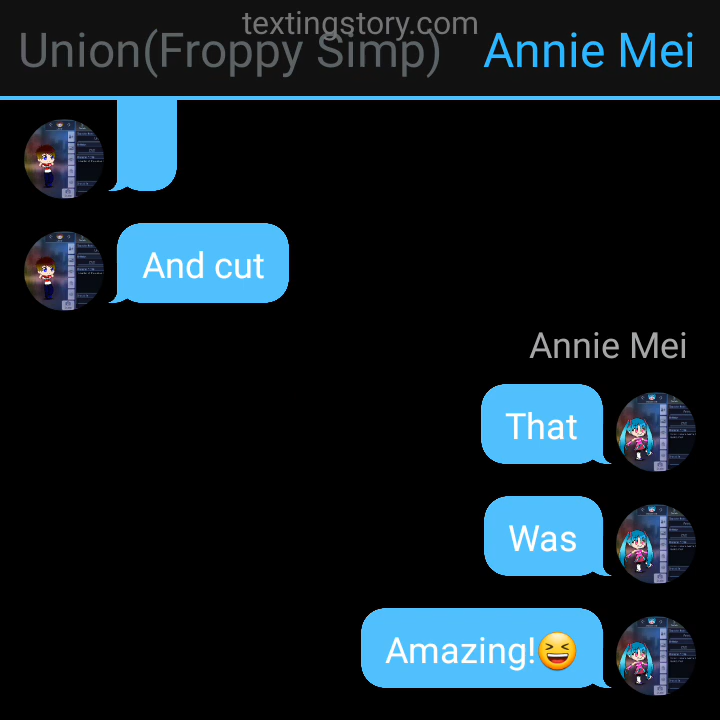 textingstory.com
Union(Froppy Simp) Annie Mei
And cut
Annie Mei
That
Was
Amazing!😆